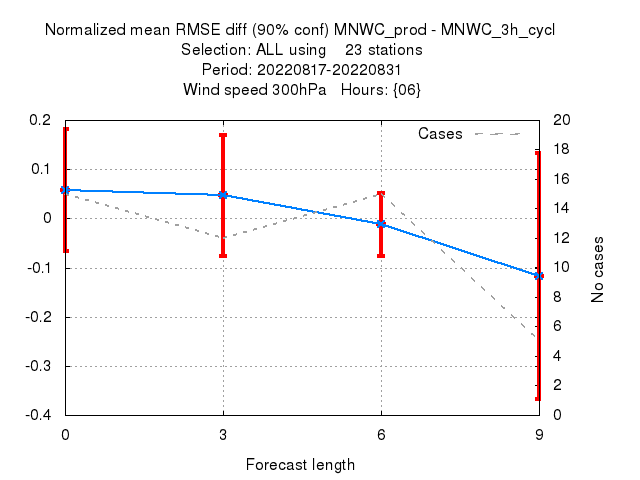 Normalized mean RMSE diff (90% conf) MNWC_prod - MNWC_3h_cycl
Selection: ALL using 23 stations
Period: 20220817-20220831
Wind speed 300hPa Hours: {06}
Cases
0.2
0.1
0
-0.1
-0.2
-0.3
-0.4
20
18
16
14
12
10
8
6
4
2
0
No cases
0 3 6 9
Forecast length